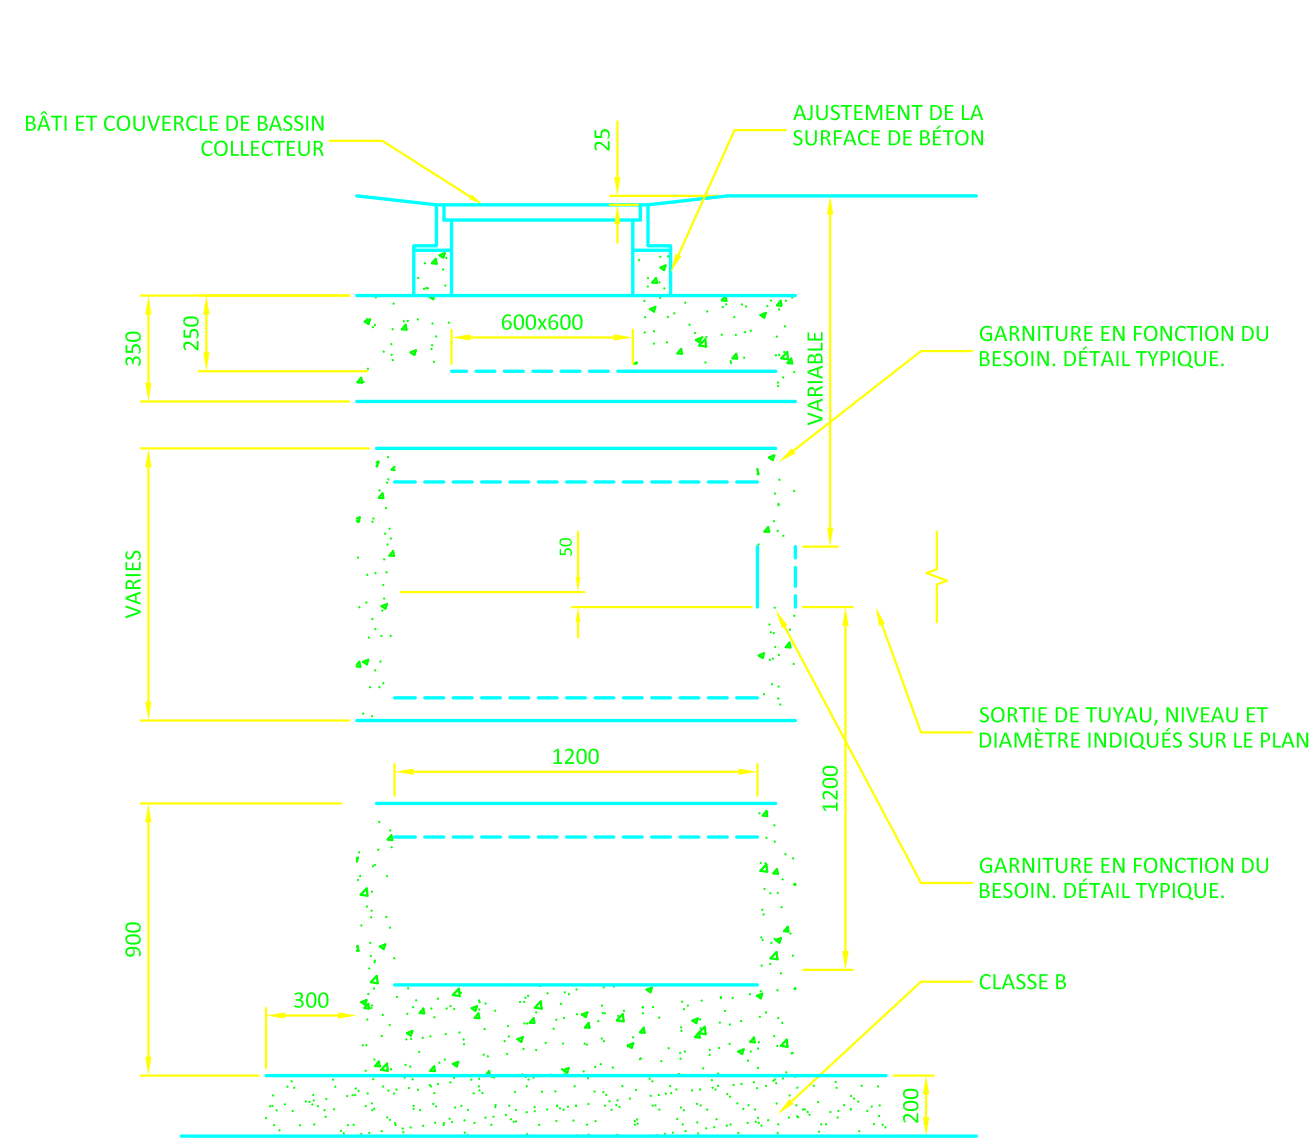 BÂTI ET COUVERCLE DE BASSIN
COLLECTEUR
25
AJUSTEMENT DE LA
SURFACE DE BÉTON
350
250
600x600
VARIABLE
GARNITURE EN FONCTION DU
BESOIN. DÉTAIL TYPIQUE.
VARIES
50
SORTIE DE TUYAU, NIVEAU ET
DIAMÈTRE INDIQUÉS SUR LE PLAN
1200
1200
GARNITURE EN FONCTION DU
BESOIN. DÉTAIL TYPIQUE.
900
300
CLASSE B
200